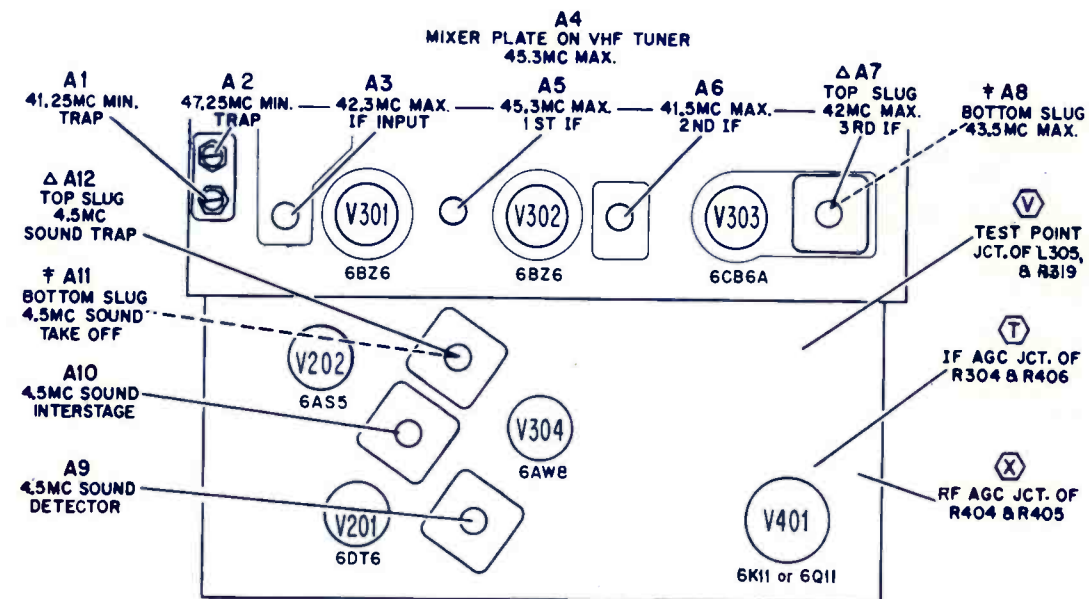 A4
MIXER PLATE ON VHF TUNER
45.3MC MAX.
A1
41.25MC MIN.
TRAP
A2
47.25MC MIN.
TRAP
A3
42.3MC MAX.
IF INPUT
A5
45.3MC MAX.
1 ST IF
A6
41.5MC MAX.
2ND IF
Δ A7
TOP SLUG
42MC MAX.
3RD IF
‡ A8
BOTTOM SLUG
43.5MC MAX.
Δ A12
TOP SLUG
4.5MC
SOUND TRAP
V301
6BZ6
V302
6BZ6
V303
6CB6A
V
TEST POINT
JCT. OF L305,
& R319
‡ A11
BOTTOM SLUG
4.5MC SOUND
TAKE OFF
V202
6AS5
T
IF AGC JCT. OF
R304 & R406
A10
4.5MC SOUND
INTERSTAGE
V304
6AW8
A9
4.5MC SOUND
DETECTOR
V201
6DT6
V401
6K11 or 6Q11
X
RF AGC JCT. OF
R404 & R405